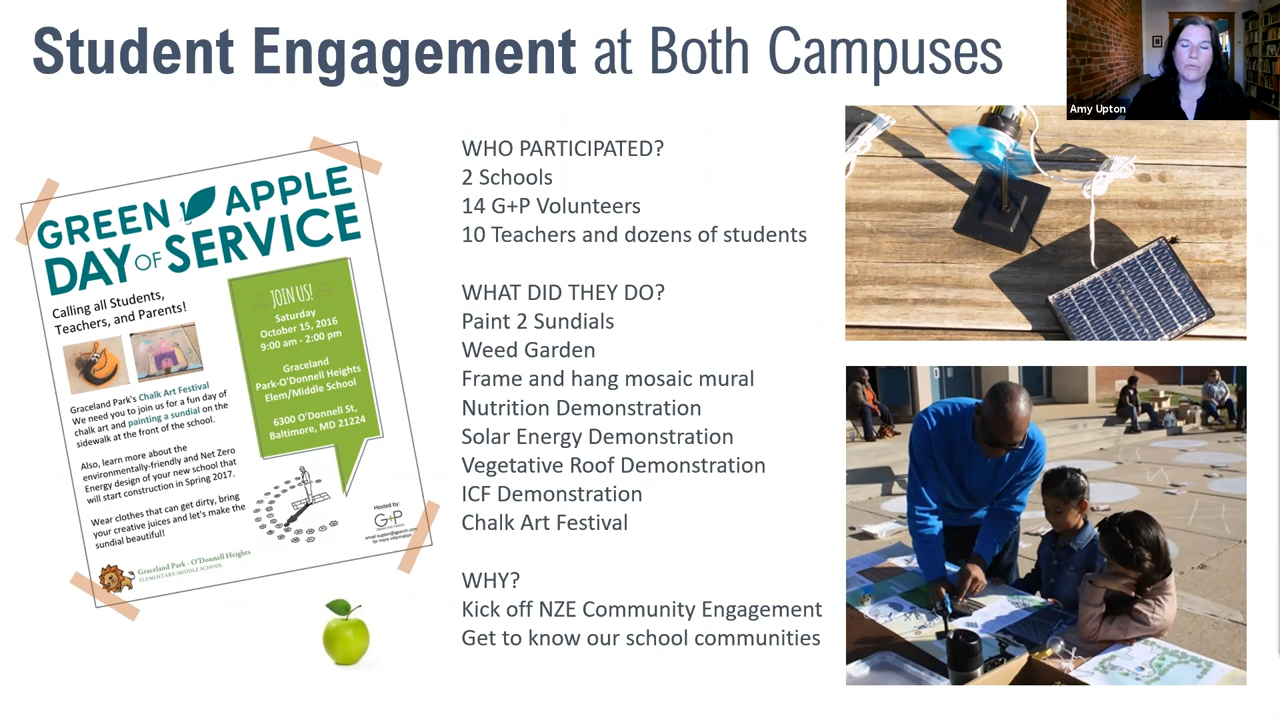 Student Engagement at Both Campuses
Amy Upton
GREEN APPLE
DAY OF SERVICE
Calling all Students,
Teachers, and Parents!
Graceland Park's Chalk Art Festival
We need you to join us for a fun day of
chalk art and painting a sundial on the
sidewalk at the front of the school.
Also, learn more about the
environmentally-friendly and Net Zero
Energy design of your new school that
will start construction in Spring 2017.
Wear clothes that can get dirty, bring
your creative juices and let's make the
sundial beautiful!
Graceland Park - O'Donnell Heights
ELEMENTARY/MIDDLE SCHOOL
JOIN US!
Saturday
October 15, 2016
9:00 am - 2:00 pm
Graceland
Park-O'Donnell Heights
Elem/Middle School
6300 O'Donnell St,
Baltimore, MD 21224
Hosted by:
G+P
for more information
WHO PARTICIPATED?
2 Schools
14 G+P Volunteers
10 Teachers and dozens of students
WHAT DID THEY DO?
Paint 2 Sundials
Weed Garden
Frame and hang mosaic mural
Nutrition Demonstration
Solar Energy Demonstration
Vegetative Roof Demonstration
ICF Demonstration
Chalk Art Festival
WHY?
Kick off NZE Community Engagement
Get to know our school communities